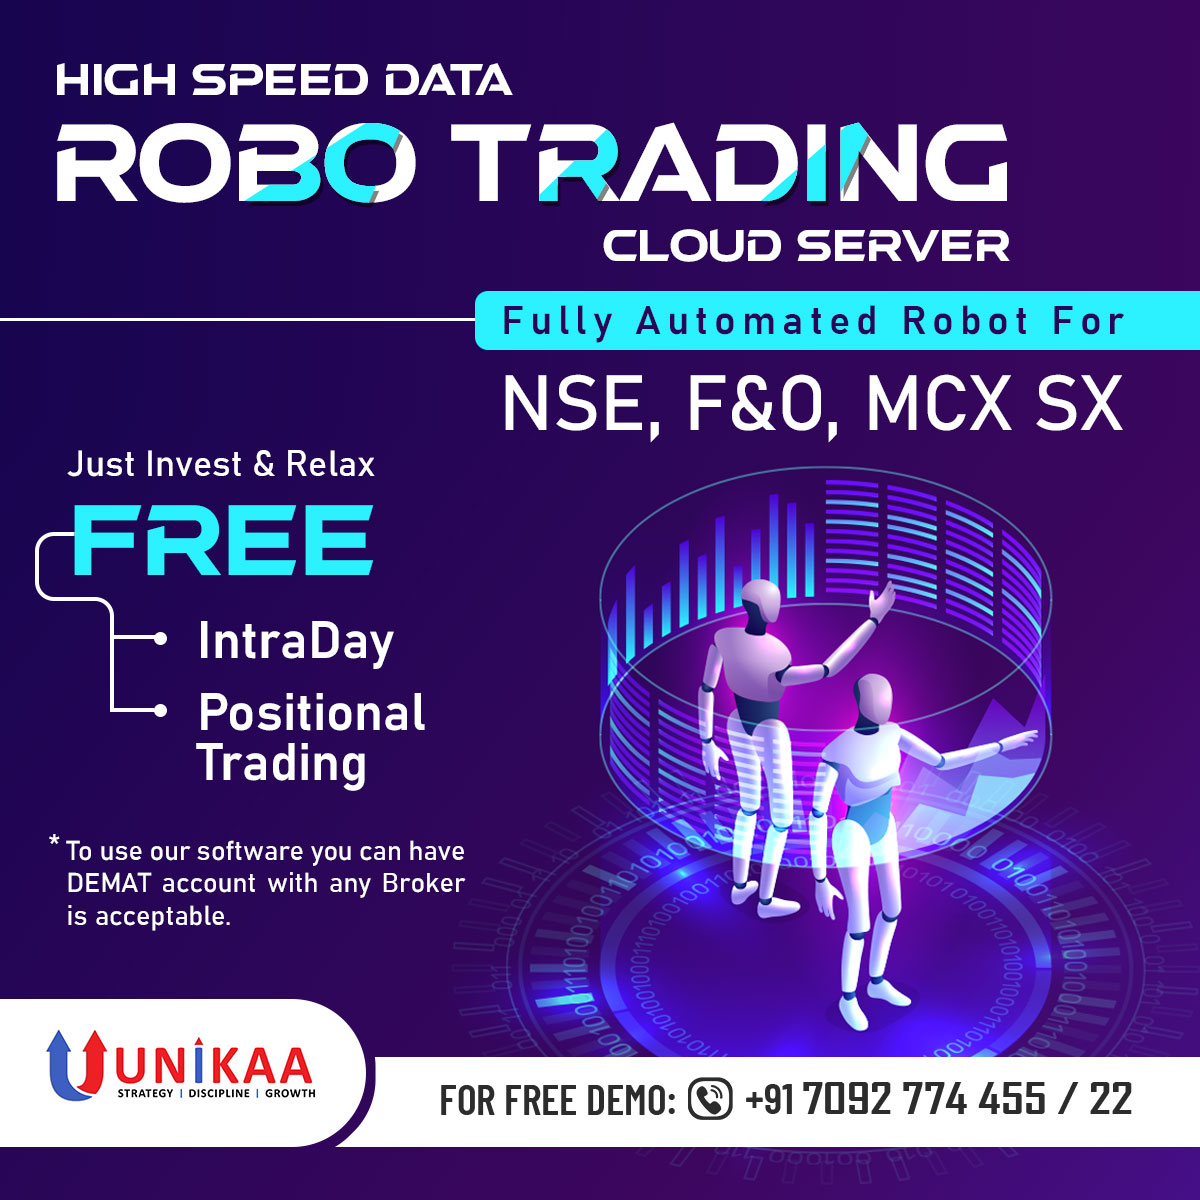 HIGH SPEED DATA
ROBO TRADING
CLOUD SERVER
Fully Automated Robot For
NSE, F&O, MCX SX
Just Invest & Relax
FREE
IntraDay
Positional
Trading
* To use our software you can have
DEMAT account with any Broker
is acceptable.
UNIKAA
STRATEGY | DISCIPLINE | GROWTH
FOR FREE DEMO: +91 7092 774 455 / 22